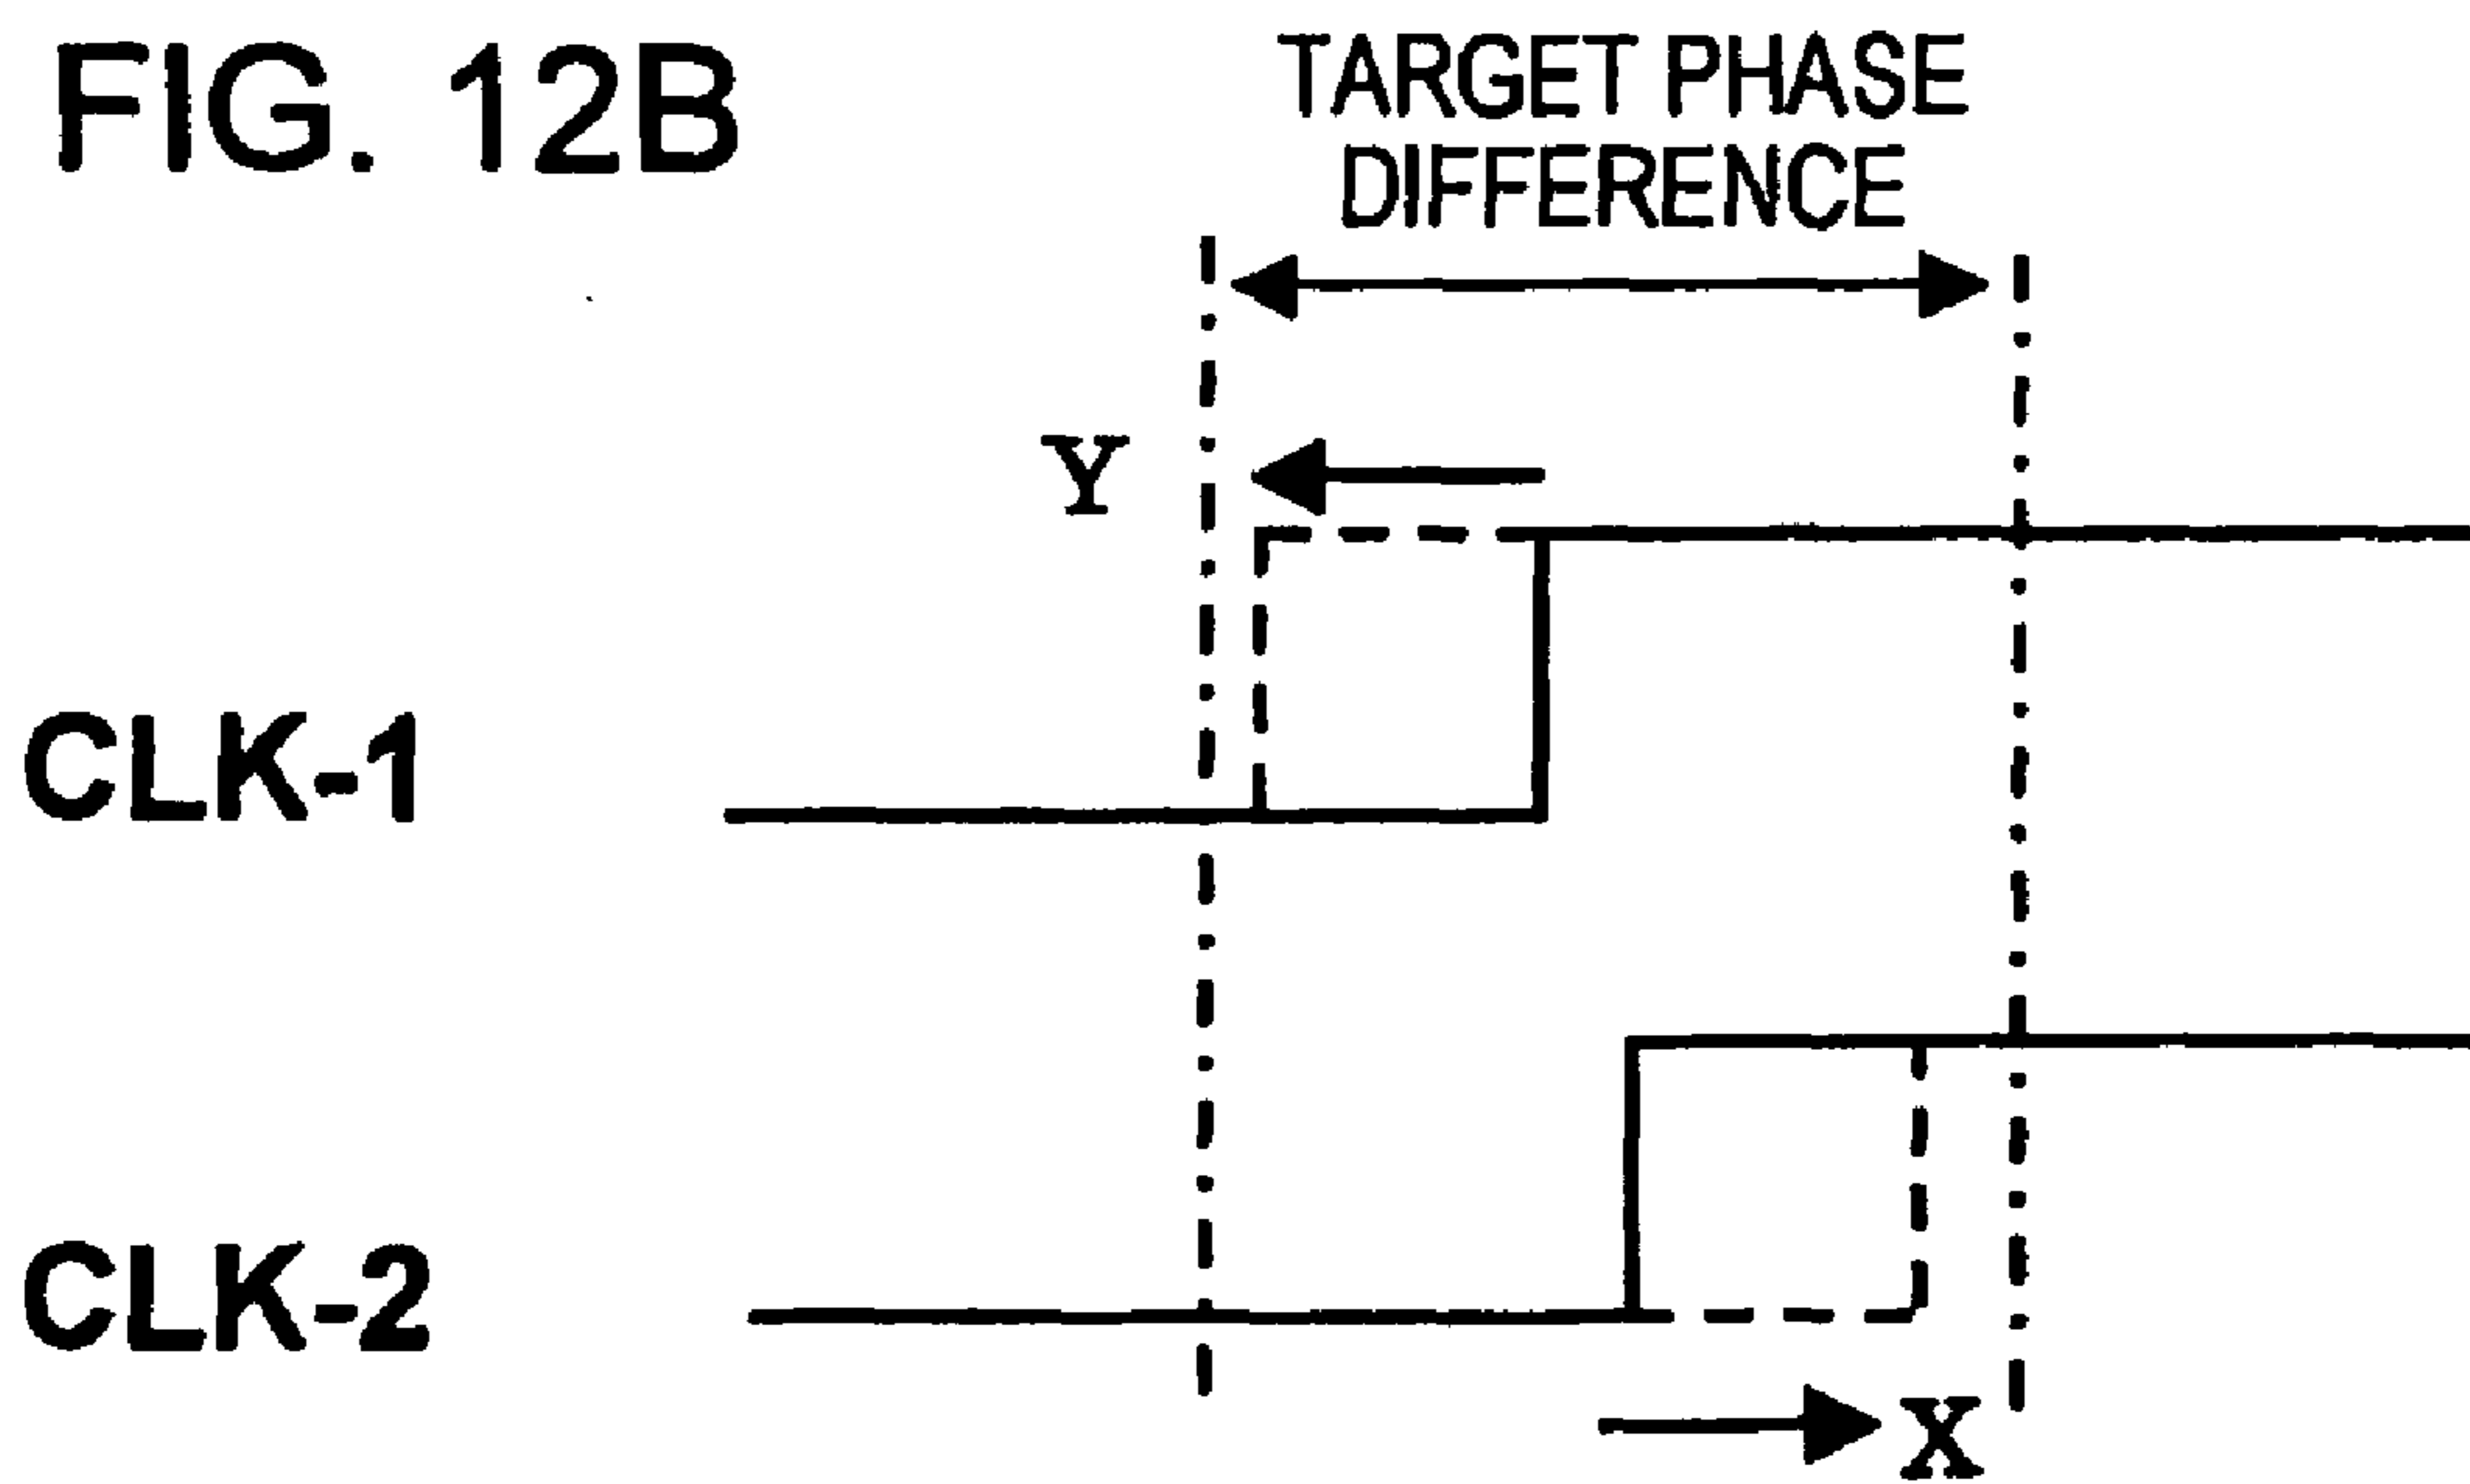 FIG. 12B
TARGET PHASE
DIFFERENCE
Y
CLK-1
CLK-2
X